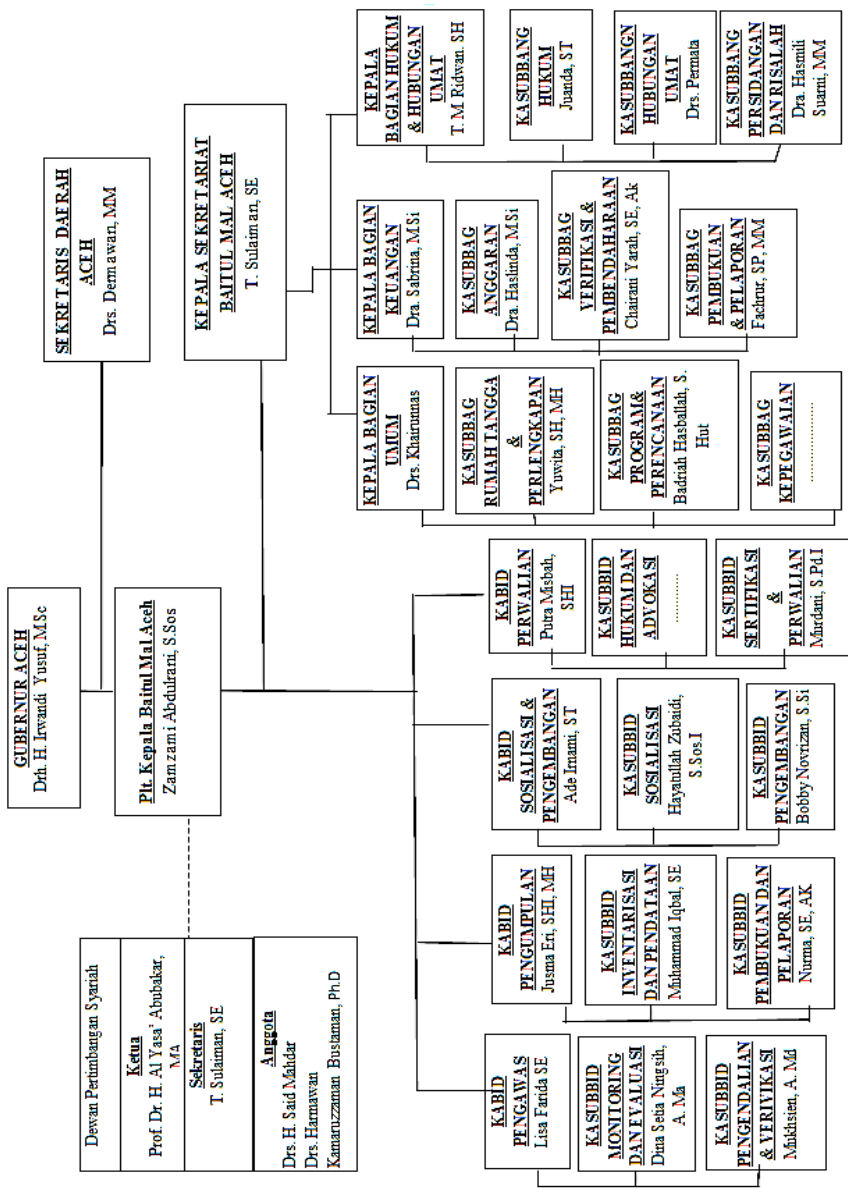 GUBERNUR ACEH
Drh. H. Irwandi Yusuf, MSc
SEKRETARIS DAERAH
ACEH
Drs. Dermawan, MM
Plt. Kepala Baitul Mal Aceh
Zamzami Abdulrani, S.Sos
KEPALA SEKRETARIAT
BAITUL MAL ACEH
T. Sulaiman, SE
Dewan Pertimbangan Syariah
Ketua
Prof. Dr. H. Al Yasa' Abubakar,
MA
Sekretaris
T. Sulaiman, SE
Anggota
Drs. H. Said Mahdar
Drs. Harmawan
Kamaruzzaman Bustaman, Ph.D
KEPALA BAGIAN
UMUM
Drs. Khairunnas
KASUBBAG
RUMAH TANGGA
&
PERLENGKAPAN
Yuwita, SH, MH
KASUBBAG
PROGRAM&
PERENCANAAN
Badriah Hasballah, S.
Hut
KASUBBAG
KEPEGAWAIAN
................
KEPALA BAGIAN
KEUANGAN
Dra. Sabrina, MSi
KASUBBAG
ANGGARAN
Dra. Haslinda, MSi
KASUBBAG
VERIFIKASI &
PEMBENDAHARAAN
Chairani Yarah, SE, Ak
KASUBBAG
PEMBUKUAN
& PELAPORAN
Fachrur, SP, MM
KEPALA
BAGIAN HUKUM
& HUBUNGAN
UMAT
T. M Ridwan. SH
KASUBBANG
HUKUM
Juanda, ST
KASUBBANGN
HUBUNGAN
UMAT
Drs. Permata
KASUBBANG
PERSIDANGAN
DAN RISALAH
Dra. Hasmili
Suarni, MM
KABID
PENGAWAS
Lisa Farida SE
KASUBBID
MONITORING
DAN EVALUASI
Dina Setia Ningsih,
A. Ma
KASUBBID
PENGENDALIAN
& VERIVIKASI
Mukhsien, A. Md
KABID
PENGUMPULAN
Jusma Eri, SHI, MH
KASUBBID
INVENTARISASI
DAN PENDATAAN
Muhammad Iqbal, SE
KASUBBID
PEMBUKUAN DAN
PELAPORAN
Nurma, SE, AK
KABID
SOSIALISASI &
PENGEMBANGAN
Ade Irnami, ST
KASUBBID
SOSIALISASI
Hayatullah Zubaidi,
S.Sos.I
KASUBBID
PENGEMBANGAN
Bobby Novrizan, S.Si
KABID
PERWALIAN
Putra Misbah,
SHI
KASUBBID
HUKUM DAN
ADVOKASI
............
KASUBBID
SERTIFIKASI
&
PERWALIAN
Murdani, S.Pd.I